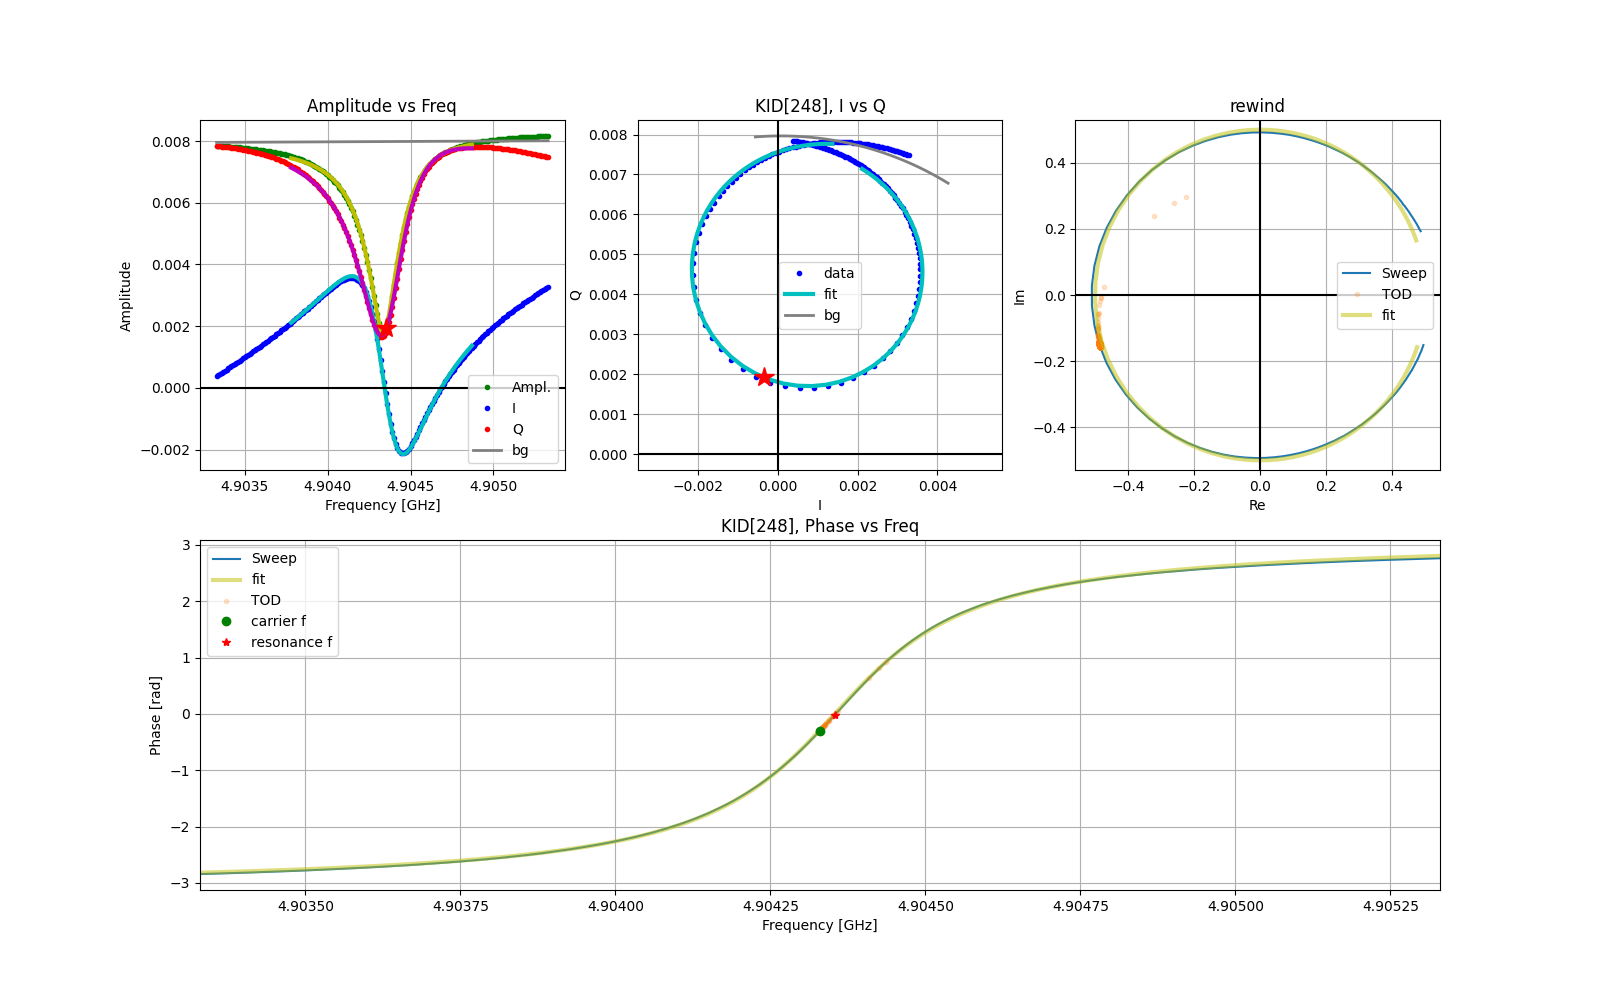 Amplitude vs Freq
Amplitude
0.008
0.006
0.004
0.002
0.000
−0.002
4.9035
4.9040
4.9045
4.9050
Frequency [GHz]
Ampl.
I
Q
bg
KID[248], I vs Q
Q
0.008
0.007
0.006
0.005
0.004
0.003
0.002
0.001
0.000
−0.002
0.000
0.002
0.004
I
data
fit
bg
rewind
Im
0.4
0.2
0.0
−0.2
−0.4
−0.4
−0.2
0.0
0.2
0.4
Re
Sweep
TOD
fit
KID[248], Phase vs Freq
Phase [rad]
3
2
1
0
−1
−2
−3
Sweep
fit
TOD
carrier f
resonance f
4.90350
4.90375
4.90400
4.90425
4.90450
4.90475
4.90500
4.90525
Frequency [GHz]